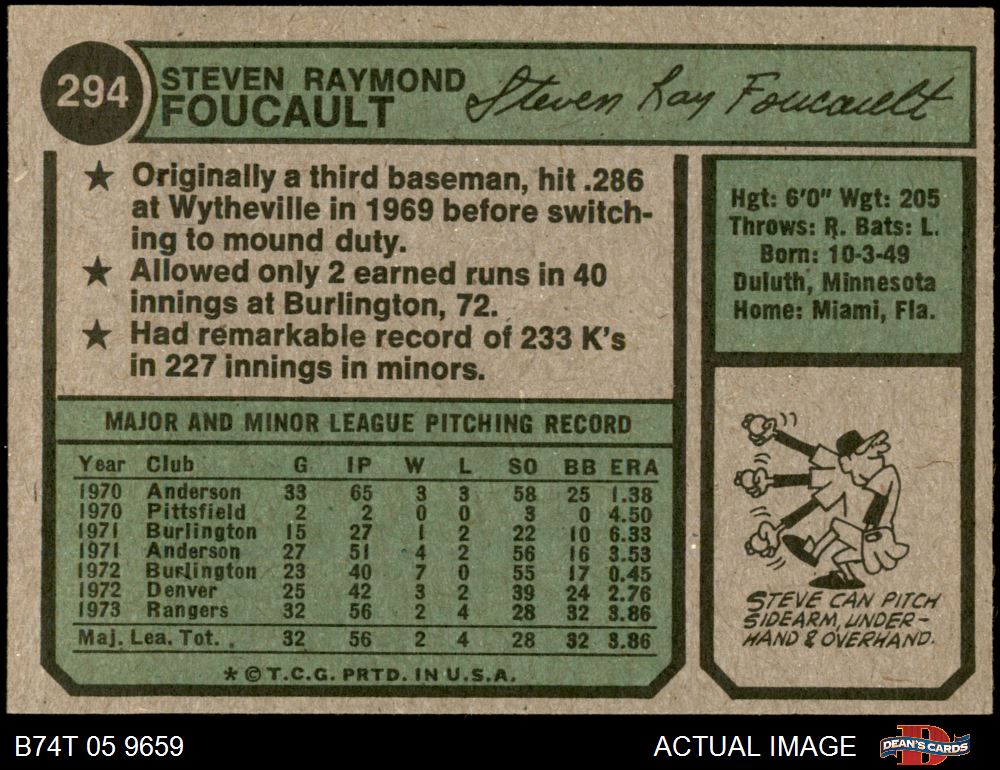 294
STEVEN RAYMOND
FOUCAULT
Steven Ray Foucault
★ Originally a third baseman, hit .286
at Wytheville in 1969 before switch-
ing to mound duty.
★ Allowed only 2 earned runs in 40
innings at Burlington, 72.
★ Had remarkable record of 233 K's
in 227 innings in minors.
Hgt: 6'0" Wgt: 205
Throws: R. Bats: L.
Born: 10-3-49
Duluth, Minnesota
Home: Miami, Fla.
MAJOR AND MINOR LEAGUE PITCHING RECORD
Year Club G IP W L SO BB ERA
1970 Anderson 33 65 3 3 58 25 1.38
1970 Pittsfield 2 2 0 0 3 0 4.50
1971 Burlington 15 27 1 2 22 10 6.33
1971 Anderson 27 51 4 2 56 16 3.53
1972 Burlington 23 40 7 0 55 17 0.45
1972 Denver 25 42 3 2 39 24 2.76
1973 Rangers 32 56 2 4 28 32 3.86
Maj. Lea. Tot. . 32 56 2 4 28 32 3.86
* © T.C.G. PRTD. IN U.S.A.
STEVE CAN PITCH
SIDEARM, UNDER-
HAND & OVERHAND.
B74T 05 9659
ACTUAL IMAGE
DEAN'S CARDS